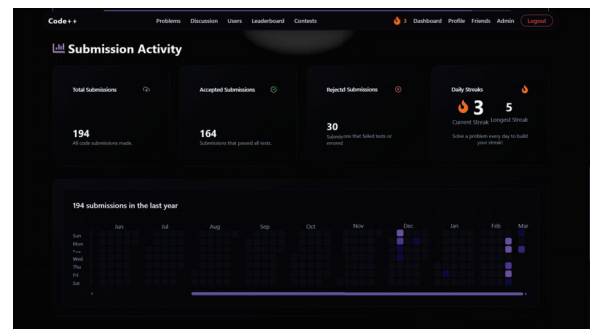 Code++ Problems Discussion Users Leaderboard Contests 3 Dashboard Profile Friends Admin Logout
Submission Activity
Total Submissions
194
All code submissions made.
Accepted Submissions
164
Submissions that passed all tests.
Rejectd Submissions
30
Submissions that failed tests or
errored.
Daily Streaks
3 5
Current Streak Longest Streak
Solve a problem every day to build
your streak!
194 submissions in the last year
Jun Jul Aug Sep Oct Nov Dec Jan Feb Mar
Sun
Mon
Tue
Wed
Thu
Fri
Sat